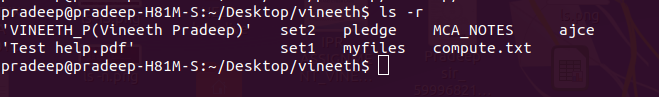 pradeep@pradeep-H81M-S:~/Desktop/vineeth$ ls -r
'VINEETH_P(Vineeth Pradeep)' set2 pledge MCA_NOTES ajce
'Test help.pdf' set1 myfiles compute.txt
pradeep@pradeep-H81M-S:~/Desktop/vineeth$